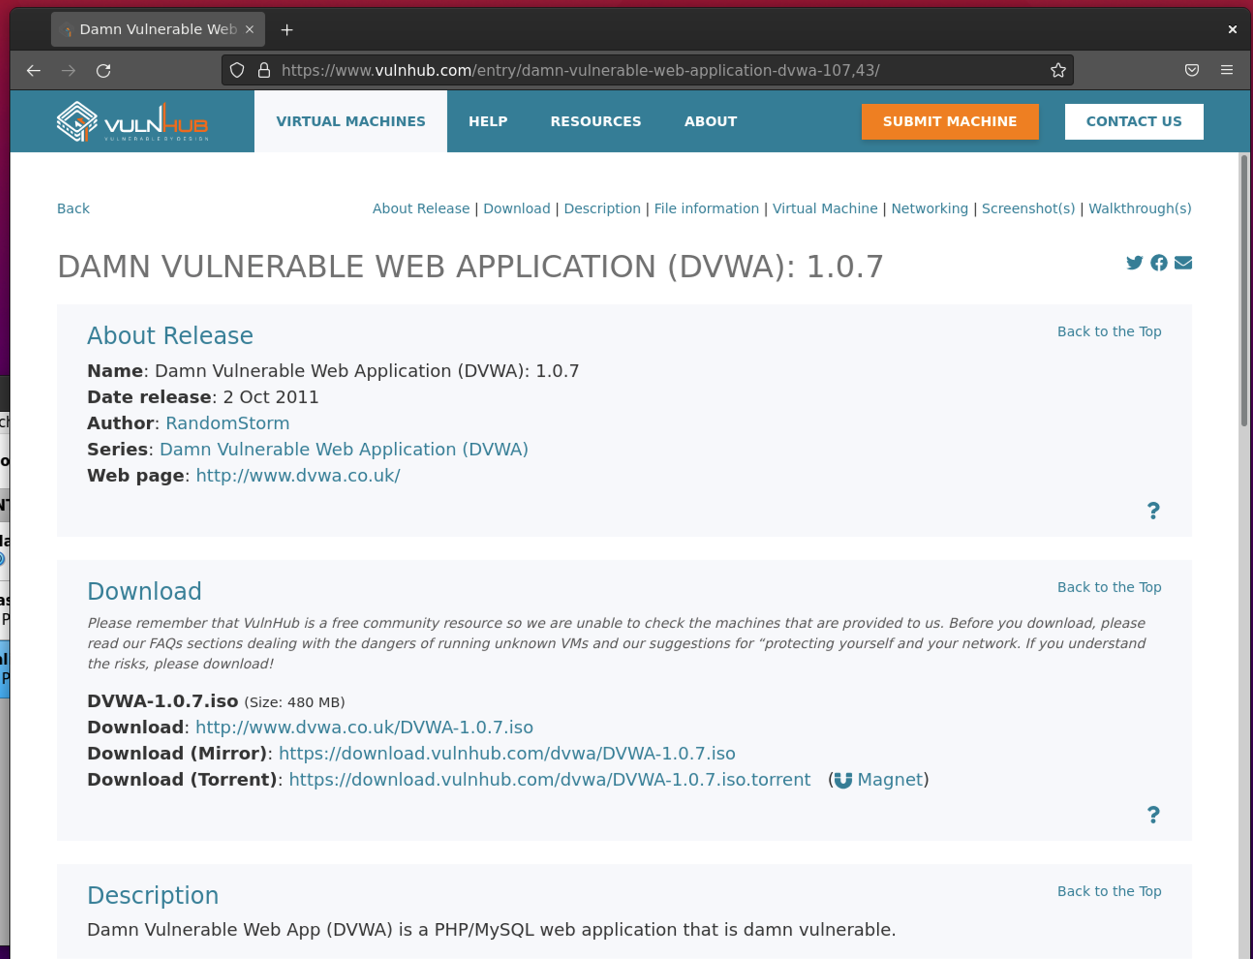 Damn Vulnerable Web
https://www.vulnhub.com/entry/damn-vulnerable-web-application-dvwa-107,43/
VULNHUB
VULNERABLE BY DESIGN
VIRTUAL MACHINES
HELP
RESOURCES
ABOUT
SUBMIT MACHINE
CONTACT US
Back
About Release | Download | Description | File information | Virtual Machine | Networking | Screenshot(s) | Walkthrough(s)
DAMN VULNERABLE WEB APPLICATION (DVWA): 1.0.7
About Release
Back to the Top
Name: Damn Vulnerable Web Application (DVWA): 1.0.7
Date release: 2 Oct 2011
Author: RandomStorm
Series: Damn Vulnerable Web Application (DVWA)
Web page: http://www.dvwa.co.uk/
?
Download
Back to the Top
Please remember that VulnHub is a free community resource so we are unable to check the machines that are provided to us. Before you download, please
read our FAQs sections dealing with the dangers of running unknown VMs and our suggestions for “protecting yourself and your network. If you understand
the risks, please download!
DVWA-1.0.7.iso (Size: 480 MB)
Download: http://www.dvwa.co.uk/DVWA-1.0.7.iso
Download (Mirror): https://download.vulnhub.com/dvwa/DVWA-1.0.7.iso
Download (Torrent): https://download.vulnhub.com/dvwa/DVWA-1.0.7.iso.torrent (Magnet)
?
Description
Back to the Top
Damn Vulnerable Web App (DVWA) is a PHP/MySQL web application that is damn vulnerable.